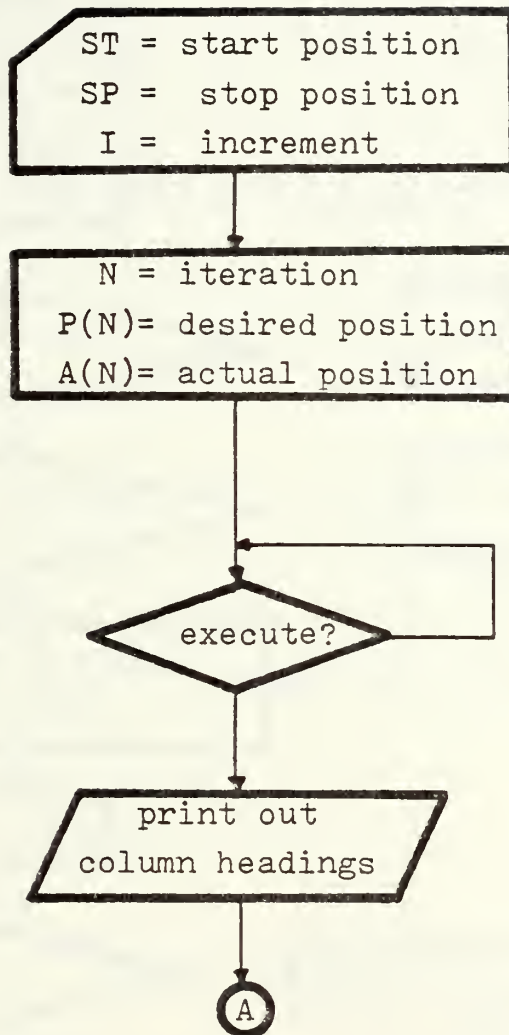 ST = start position
SP = stop position
I = increment
N = iteration
P(N)= desired position
A(N)= actual position
execute?
print out
column headings
A